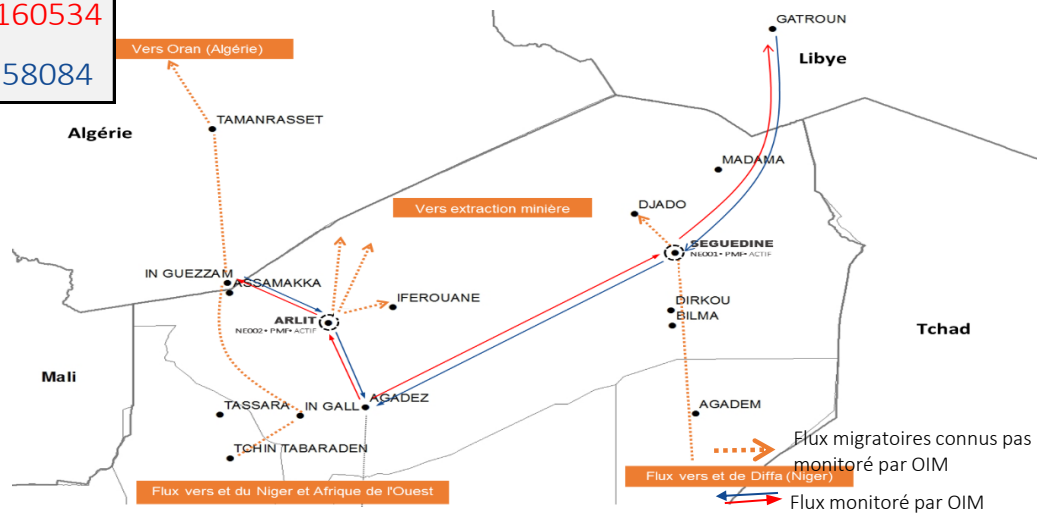 160534
58084
GATROUN
Libye
Vers Oran (Algérie)
TAMANRASSET
Algérie
MADAMA
Vers extraction minière
DJADO
SEGUEDINE
NE001 • PMF• ACTIF
IN GUEZZAM
ASSAMAKKA
IFEROUANE
ARLIT
NE002• PMF• ACTIF
DIRKOU
BILMA
Tchad
Mali
AGADEZ
TASSARA
IN GALL
AGADEM
TCHIN TABARADEN
Flux migratoires connus pas
monitoré par OIM
Flux vers et de Diffa (Niger)
Flux vers et du Niger et Afrique de l'Ouest
Flux monitoré par OIM